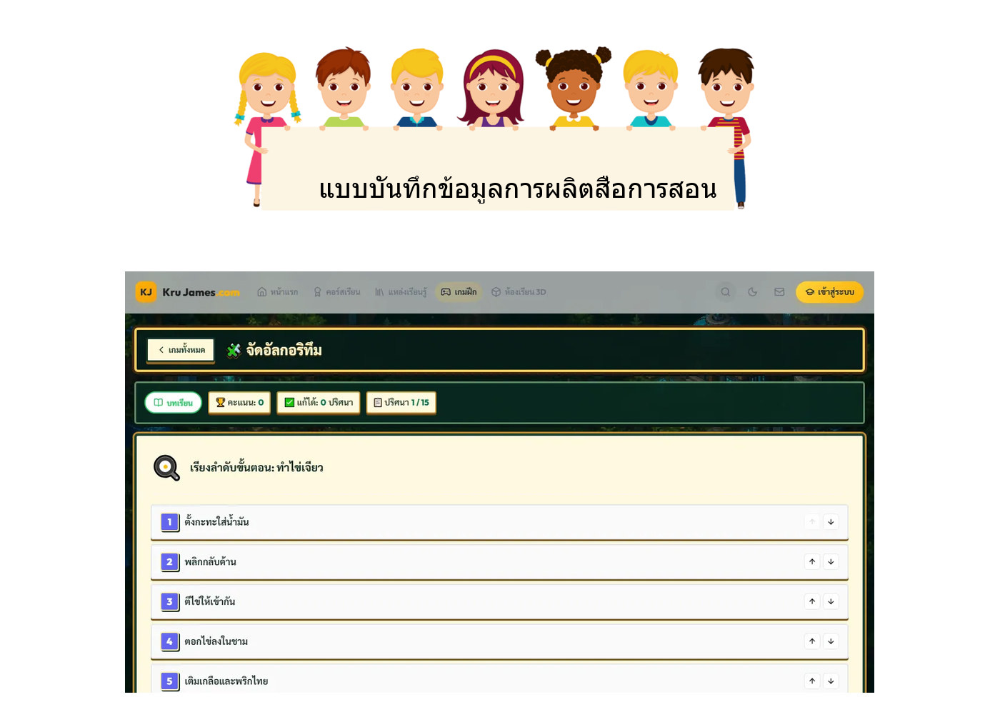 แบบบันทึกข้อมูลการผลิตสื่อการสอน
KJ Kru James.com หน้าแรก คอร์สเรียน แหล่งเรียนรู้ เกมฝึก ห้องเรียน 3D เข้าสู่ระบบ
เกมทั้งหมด จัดอัลกอริทึม
บทเรียน คะแนน: 0 แก้ได้: 0 ปริศนา ปริศนา 1 / 15
เรียงลำดับขั้นตอน: ทำไข่เจียว
1 ตั้งกะทะใส่น้ำมัน
2 พลิกกลับด้าน
3 ตีไข่ให้เข้ากัน
4 ตอกไข่ลงในชาม
5 เติมเกลือและพริกไทย